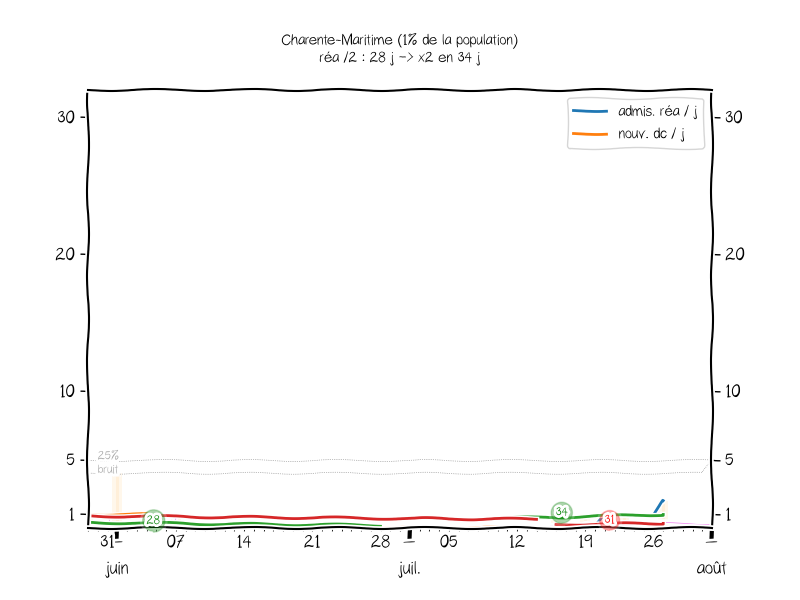 Charente-Maritime (1% de la population)
réa /2 : 28 j -> x2 en 34 j
admis. réa / j
nouv. dc / j
30
30
20
20
10
10
5
5
25%
bruit
1
1
28
34
31
31 07 14 21 28 05 12 19 26
juin juil. août